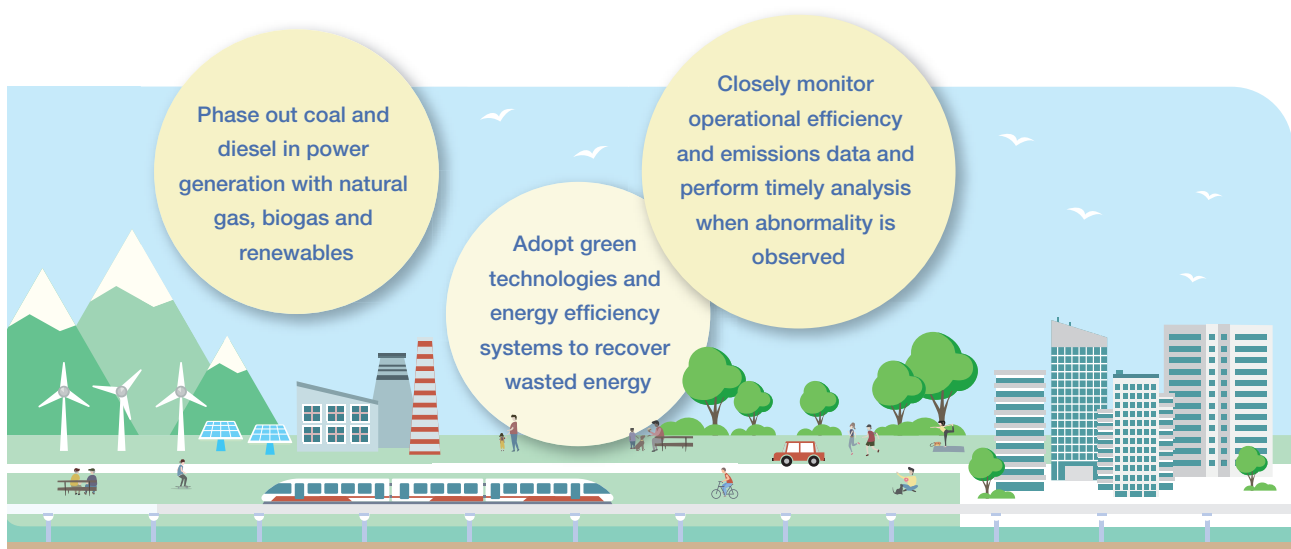 Phase out coal and
diesel in power
generation with natural
gas, biogas and
renewables
Adopt green
technologies and
energy efficiency
systems to recover
wasted energy
Closely monitor
operational efficiency
and emissions data and
perform timely analysis
when abnormality is
observed